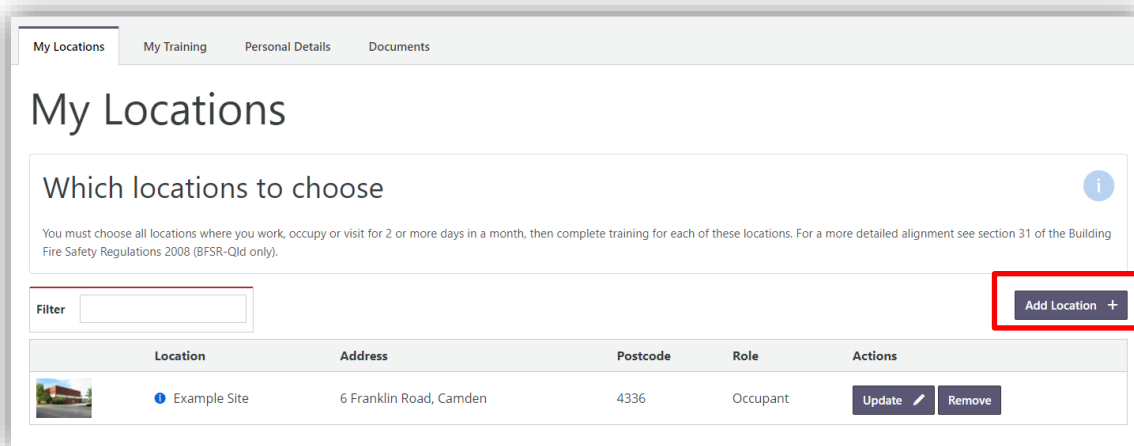 My Locations My Training Personal Details Documents
My Locations
Which locations to choose
i
You must choose all locations where you work, occupy or visit for 2 or more days in a month, then complete training for each of these locations. For a more detailed alignment see section 31 of the Building
Fire Safety Regulations 2008 (BFSR-Qld only).
Filter
Add Location +
Location Address Postcode Role Actions
i Example Site 6 Franklin Road, Camden 4336 Occupant Update Remove